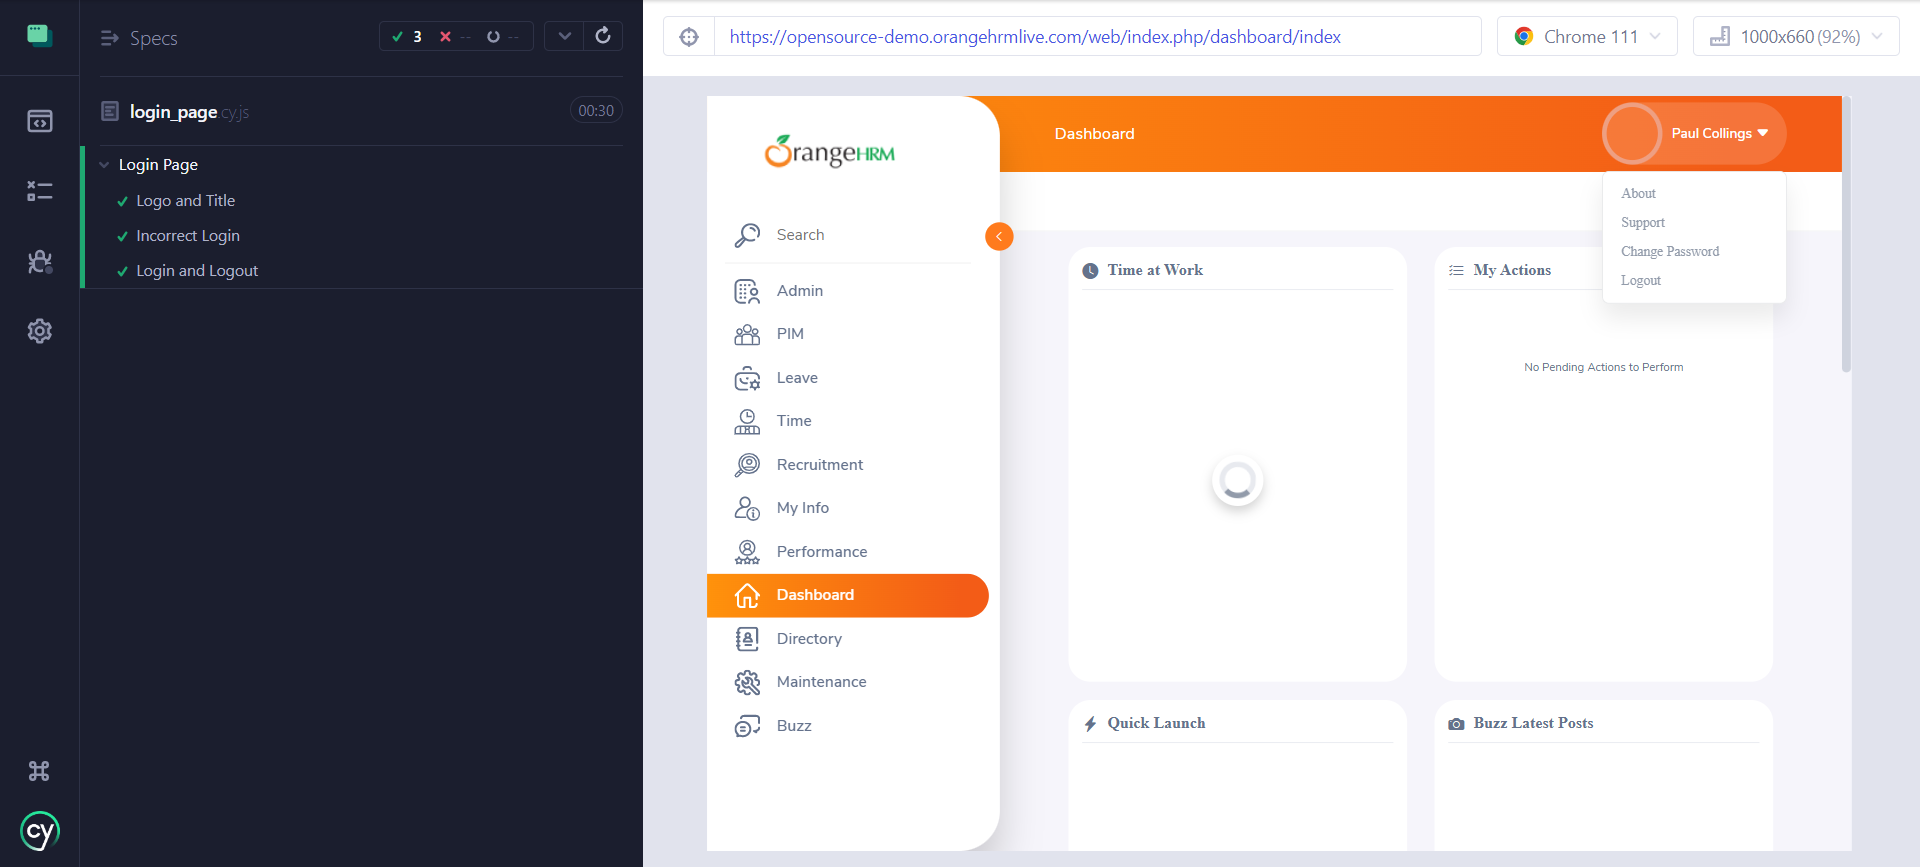 Specs
3 -- --
login_page.cy.js
00:30
Login Page
Logo and Title
Incorrect Login
Login and Logout
cy
https://opensource-demo.orangehrmlive.com/web/index.php/dashboard/index
Chrome 111
1000x660 (92%)
OrangeHRM
Search
Admin
PIM
Leave
Time
Recruitment
My Info
Performance
Dashboard
Directory
Maintenance
Buzz
Dashboard
Paul Collings
About
Support
Change Password
Logout
Time at Work
My Actions
No Pending Actions to Perform
Quick Launch
Buzz Latest Posts